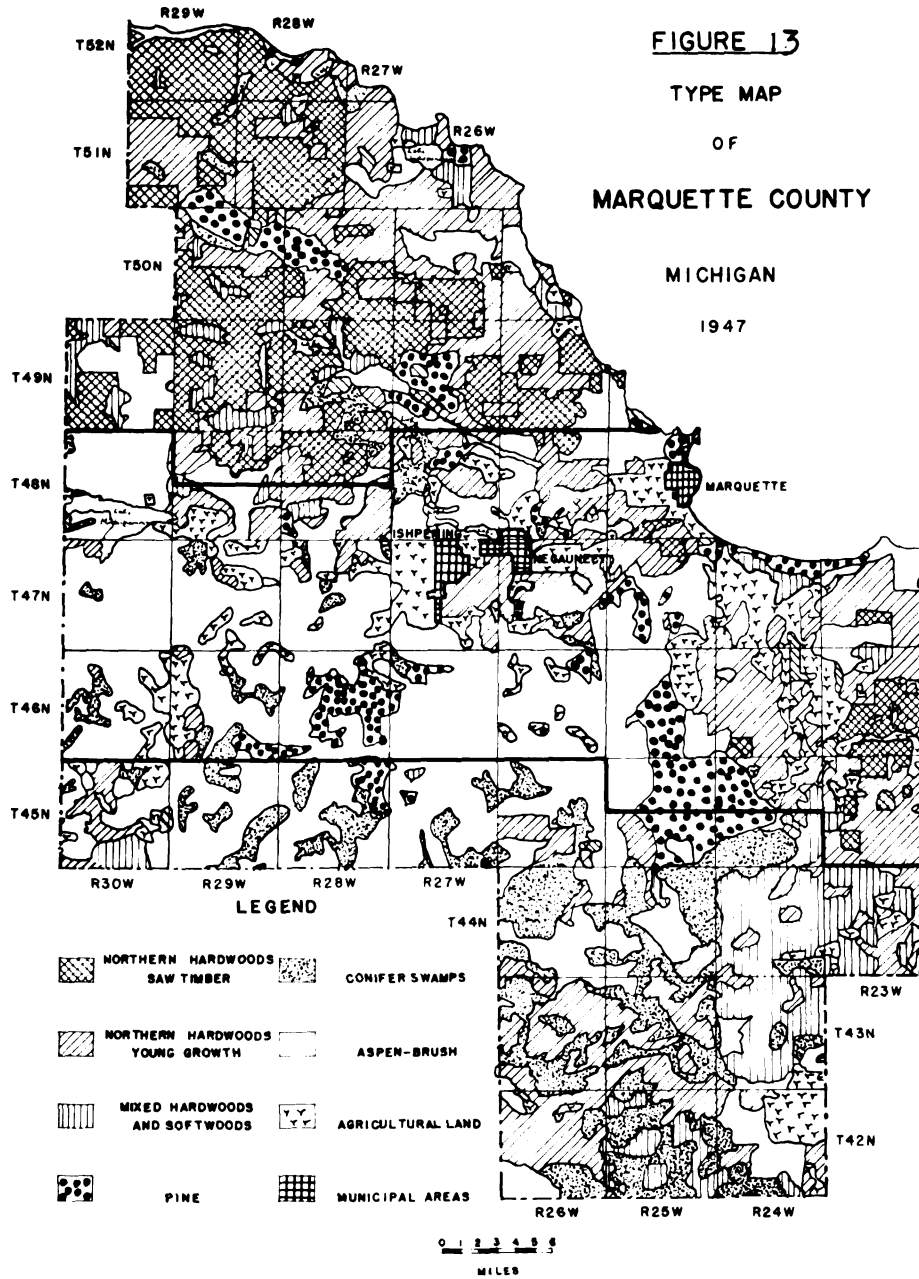 FIGURE 13
TYPE MAP
OF
MARQUETTE COUNTY
MICHIGAN
1947
R29W
R28W
T52N
R27W
T51N
R26W
Lake
T50N
T49N
T48N
MARQUETTE
Lake
ISHPEMING
NEGAUNEE
T47N
T46N
T45N
R30W
R29W
R28W
R27W
T44N
R23W
T43N
T42N
R26W
R25W
R24W
LEGEND
NORTHERN HARDWOODS
SAW TIMBER
CONIFER SWAMPS
NORTHERN HARDWOODS
YOUNG GROWTH
ASPEN-BRUSH
MIXED HARDWOODS
AND SOFTWOODS
AGRICULTURAL LAND
PINE
MUNICIPAL AREAS
0 1 2 3 4 5 6
MILES